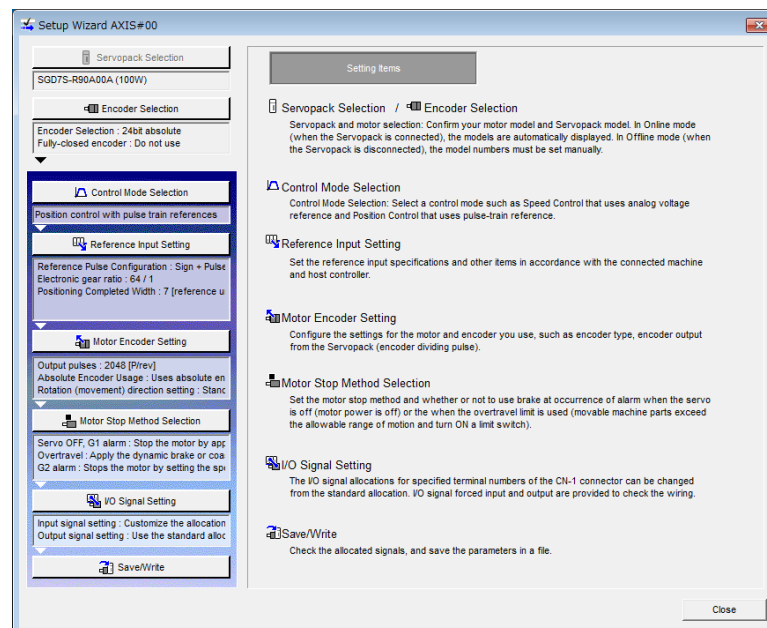 Setup Wizard AXIS#00
Servopack Selection
SGD7S-R90A00A (100W)
Encoder Selection
Encoder Selection : 24bit absolute
Fully-closed encoder : Do not use
Control Mode Selection
Position control with pulse train references
Reference Input Setting
Reference Pulse Configuration : Sign + Pulse
Electronic gear ratio : 64 / 1
Positioning Completed Width : 7 [reference u
Motor Encoder Setting
Output pulses : 2048 [P/rev]
Absolute Encoder Usage : Uses absolute en
Rotation (movement) direction setting : Stanc
Motor Stop Method Selection
Servo OFF, G1 alarm : Stop the motor by app
Overtravel : Apply the dynamic brake or coa
G2 alarm : Stops the motor by setting the spe
I/O Signal Setting
Input signal setting : Customize the allocation
Output signal setting : Use the standard alloc
Save/Write
Setting Items
Servopack Selection / Encoder Selection
Servopack and motor selection: Confirm your motor model and Servopack model. In Online mode
(when the Servopack is connected), the models are automatically displayed. In Offline mode (when
the Servopack is disconnected), the model numbers must be set manually.
Control Mode Selection
Control Mode Selection: Select a control mode such as Speed Control that uses analog voltage
reference and Position Control that uses pulse-train reference.
Reference Input Setting
Set the reference input specifications and other items in accordance with the connected machine
and host controller.
Motor Encoder Setting
Configure the settings for the motor and encoder you use, such as encoder type, encoder output
from the Servopack (encoder dividing pulse).
Motor Stop Method Selection
Set the motor stop method and whether or not to use brake at occurrence of alarm when the servo
is off (motor power is off) or the when the overtravel limit is used (movable machine parts exceed
the allowable range of motion and turn ON a limit switch).
I/O Signal Setting
The I/O signal allocations for specified terminal numbers of the CN-1 connector can be changed
from the standard allocation. I/O signal forced input and output are provided to check the wiring.
Save/Write
Check the allocated signals, and save the parameters in a file.
Close